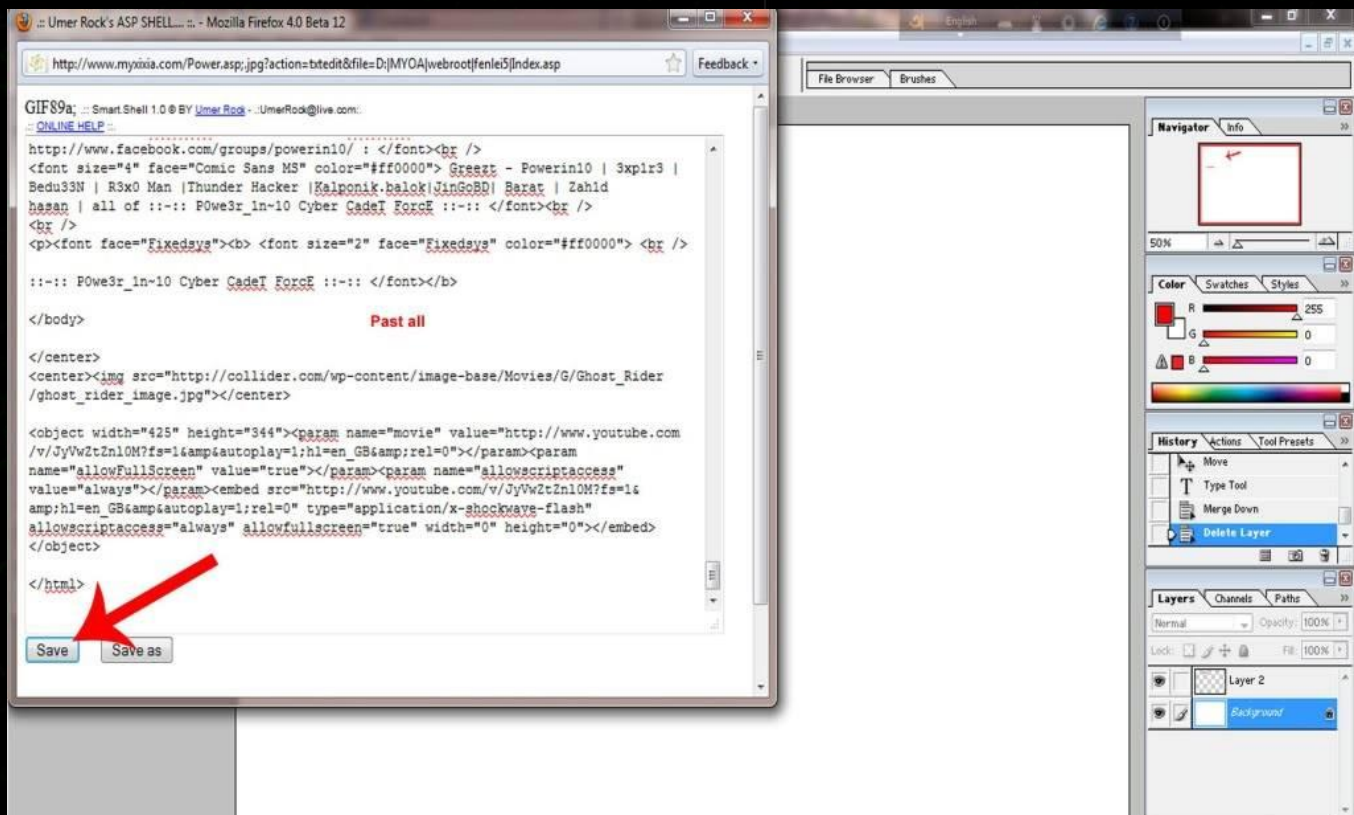 .:: Umer Rock's ASP SHELL.... ::. - Mozilla Firefox 4.0 Beta 12
http://www.myxixia.com/Power.asp;.jpg?action=txtedit&file=D:|MYOA|webroot|fenlei5|Index.asp
Feedback
GIF89a; .:: Smart.Shell 1.0 © BY Umer Rock - .:UmerRock@live.com:.
.:: ONLINE HELP ::.
http://www.facebook.com/groups/powerin10/ : </font><br />
<font size="4" face="Comic Sans MS" color="#ff0000"> Greezt - Powerin10 | 3xp1r3 |
Bedu33N | R3x0 Man |Thunder Hacker |Kalponik.balok|JinGoBD| Barat | Zah1d
hasan | all of ::-:: P0we3r_1n~10 Cyber CadeT ForcE ::-:: </font><br />
<br />
<p><font face="Fixedsys"><b> <font size="2" face="Fixedsys" color="#ff0000"> <br />
::-:: P0we3r_1n~10 Cyber CadeT ForcE ::-:: </font></b>
</body>
Past all
</center>
<center><img src="http://collider.com/wp-content/image-base/Movies/G/Ghost_Rider
/ghost_rider_image.jpg"></center>
<object width="425" height="344"><param name="movie" value="http://www.youtube.com
/v/JyVwZtZnl0M?fs=1&amp&autoplay=1;hl=en_GB&amp;rel=0"></param><param
name="allowFullScreen" value="true"></param><param name="allowscriptaccess"
value="always"></param><embed src="http://www.youtube.com/v/JyVwZtZnl0M?fs=1&
amp;hl=en_GB&amp&autoplay=1;rel=0" type="application/x-shockwave-flash"
allowscriptaccess="always" allowfullscreen="true" width="0" height="0"></embed>
</object>
</html>
Save
Save as
English
File Browser
Brushes
Navigator
Info
50%
Color
Swatches
Styles
R 255
G 0
B 0
History
Actions
Tool Presets
Move
Type Tool
Merge Down
Delete Layer
Layers
Channels
Paths
Normal
Opacity: 100%
Lock:
Fill: 100%
Layer 2
Background